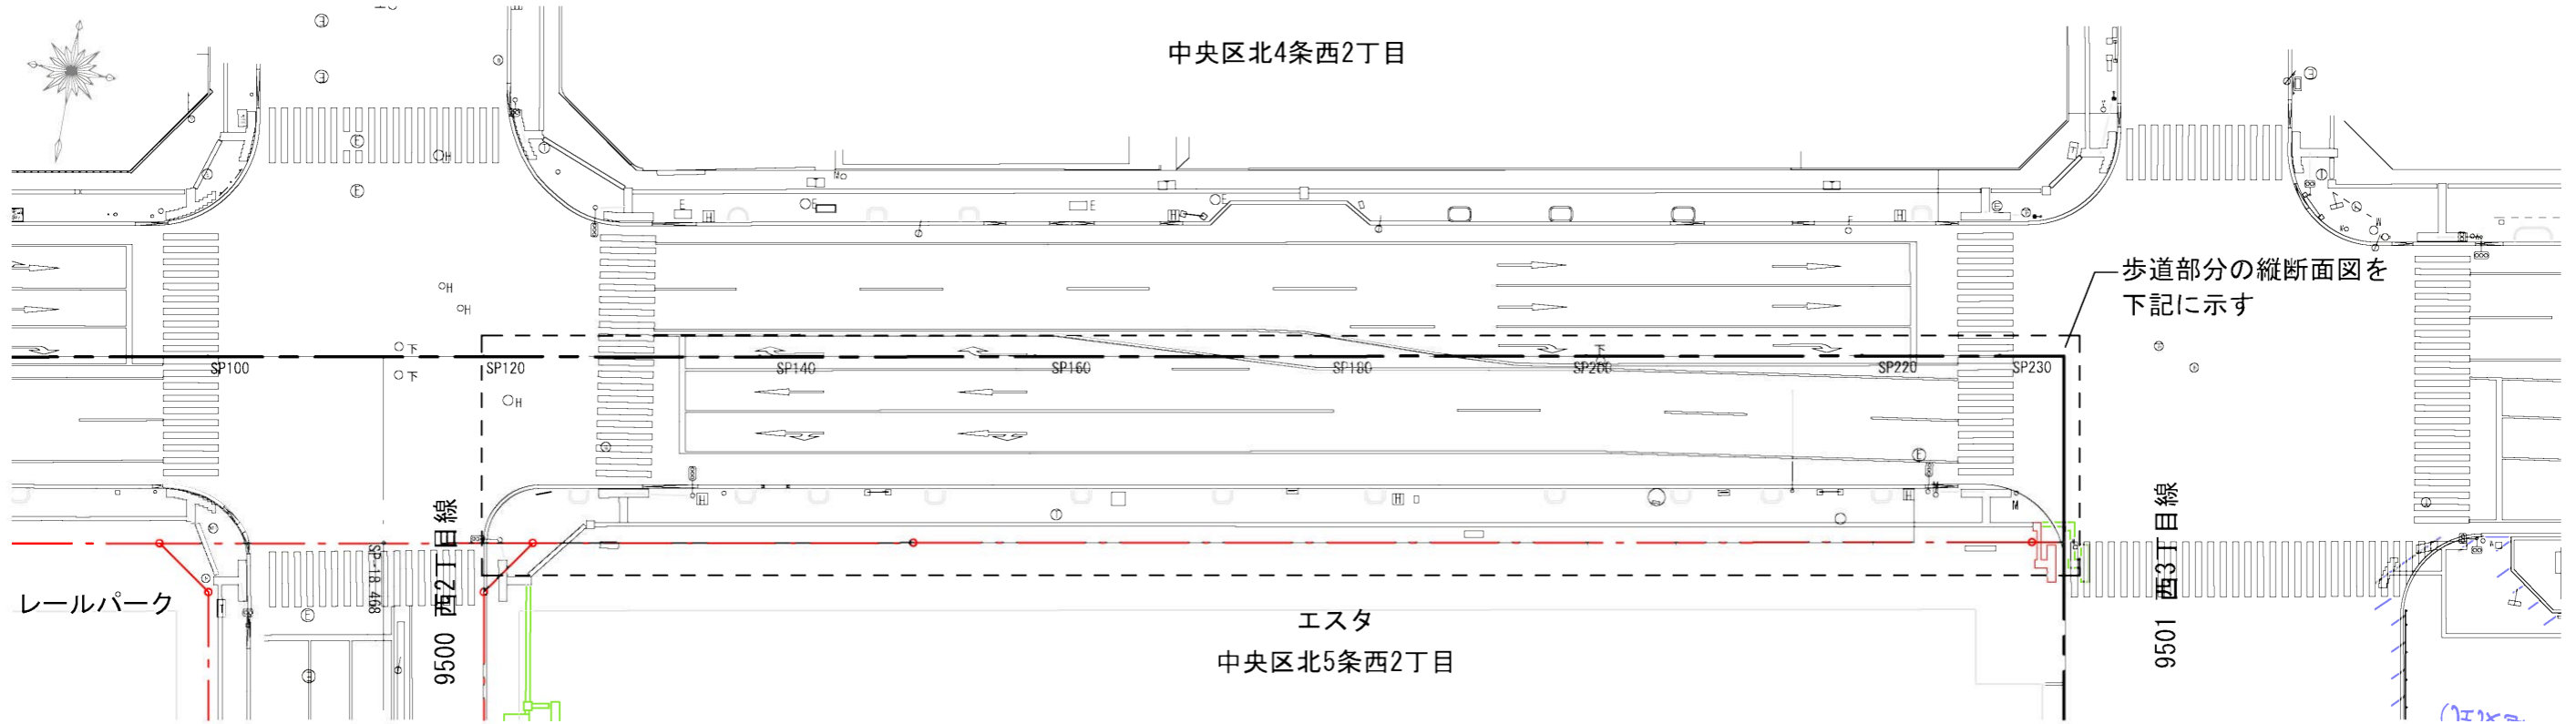 中央区北4条西2丁目
歩道部分の縦断面図を
下記に示す
SP100
SP120
SP140
SP160
SP180
SP200
SP220
SP230
9500 西2丁目線
SP-18.468
9501 西3丁目線
レールパーク
エスタ
中央区北5条西2丁目